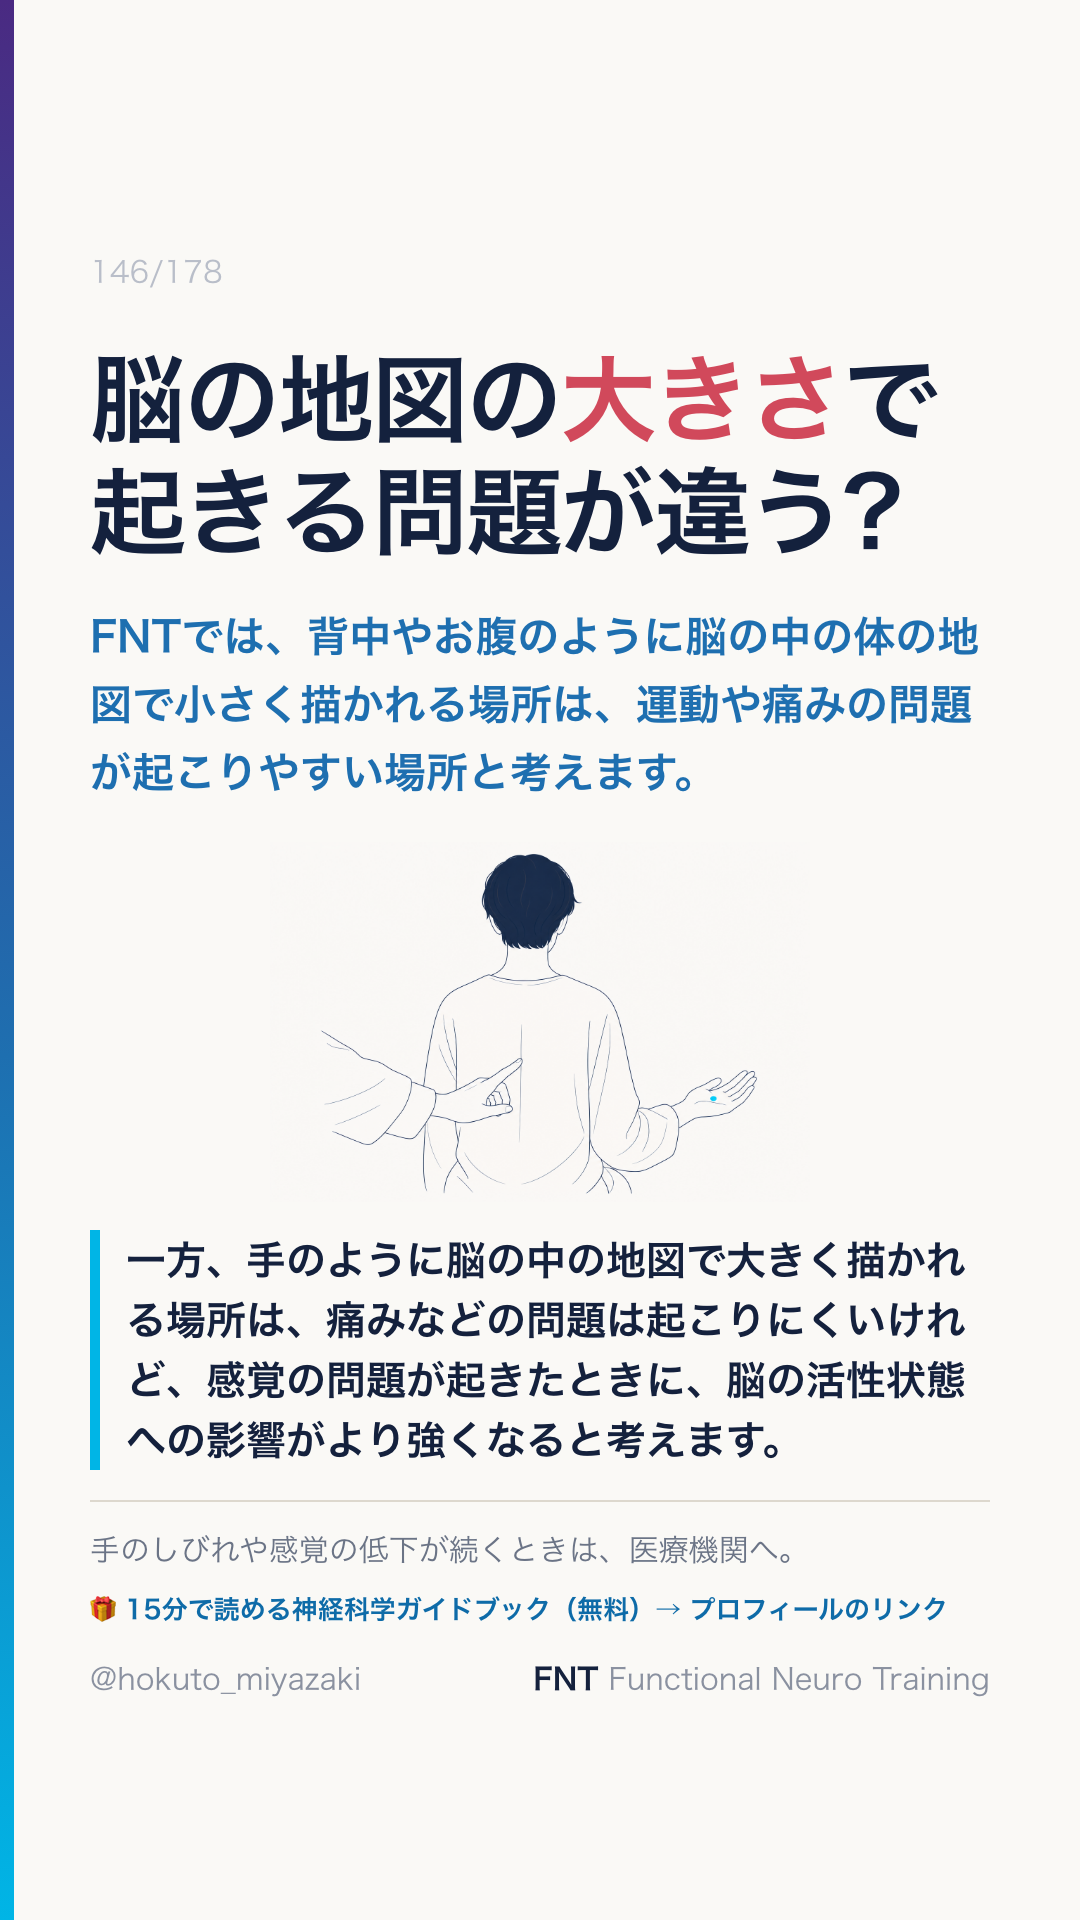 146/178
脳の地図の大きさで
起きる問題が違う?
FNTでは、背中やお腹のように脳の中の体の地
図で小さく描かれる場所は、運動や痛みの問題
が起こりやすい場所と考えます。
一方、手のように脳の中の地図で大きく描かれ
る場所は、痛みなどの問題は起こりにくいけれ
ど、感覚の問題が起きたときに、脳の活性状態
への影響がより強くなると考えます。
手のしびれや感覚の低下が続くときは、医療機関へ。
🎁 15分で読める神経科学ガイドブック（無料）→ プロフィールのリンク
@hokuto_miyazaki
FNT Functional Neuro Training